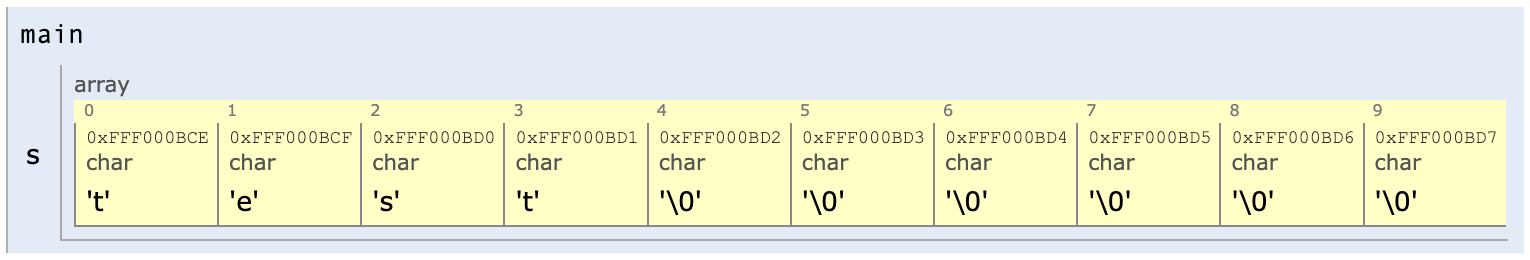 main
array
0 1 2 3 4 5 6 7 8 9
0xFFF000BCE 0xFFF000BCF 0xFFF000BD0 0xFFF000BD1 0xFFF000BD2 0xFFF000BD3 0xFFF000BD4 0xFFF000BD5 0xFFF000BD6 0xFFF000BD7
char char char char char char char char char char
s
't' 'e' 's' 't' '\0' '\0' '\0' '\0' '\0' '\0'